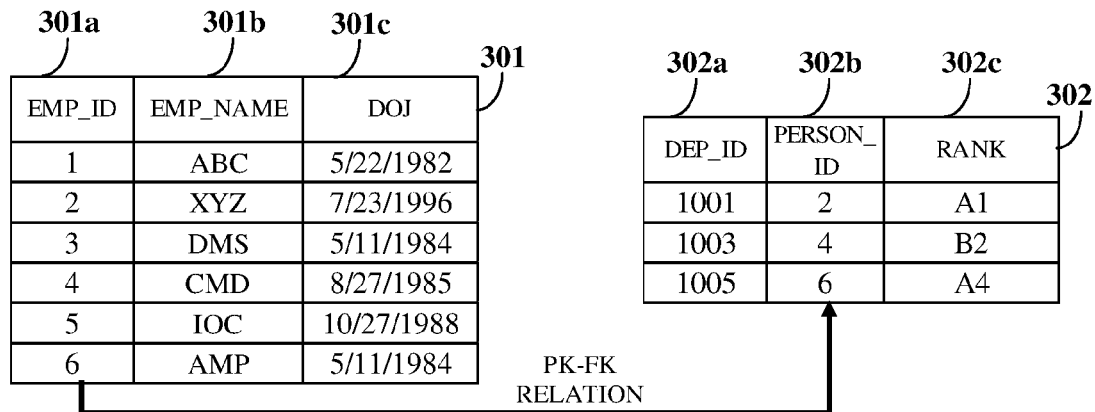 301a 301b 301c
301
EMP_ID EMP_NAME DOJ
1 ABC 5/22/1982
2 XYZ 7/23/1996
3 DMS 5/11/1984
4 CMD 8/27/1985
5 IOC 10/27/1988
6 AMP 5/11/1984
302a 302b 302c
302
DEP_ID PERSON_
ID RANK
1001 2 A1
1003 4 B2
1005 6 A4
PK-FK
RELATION